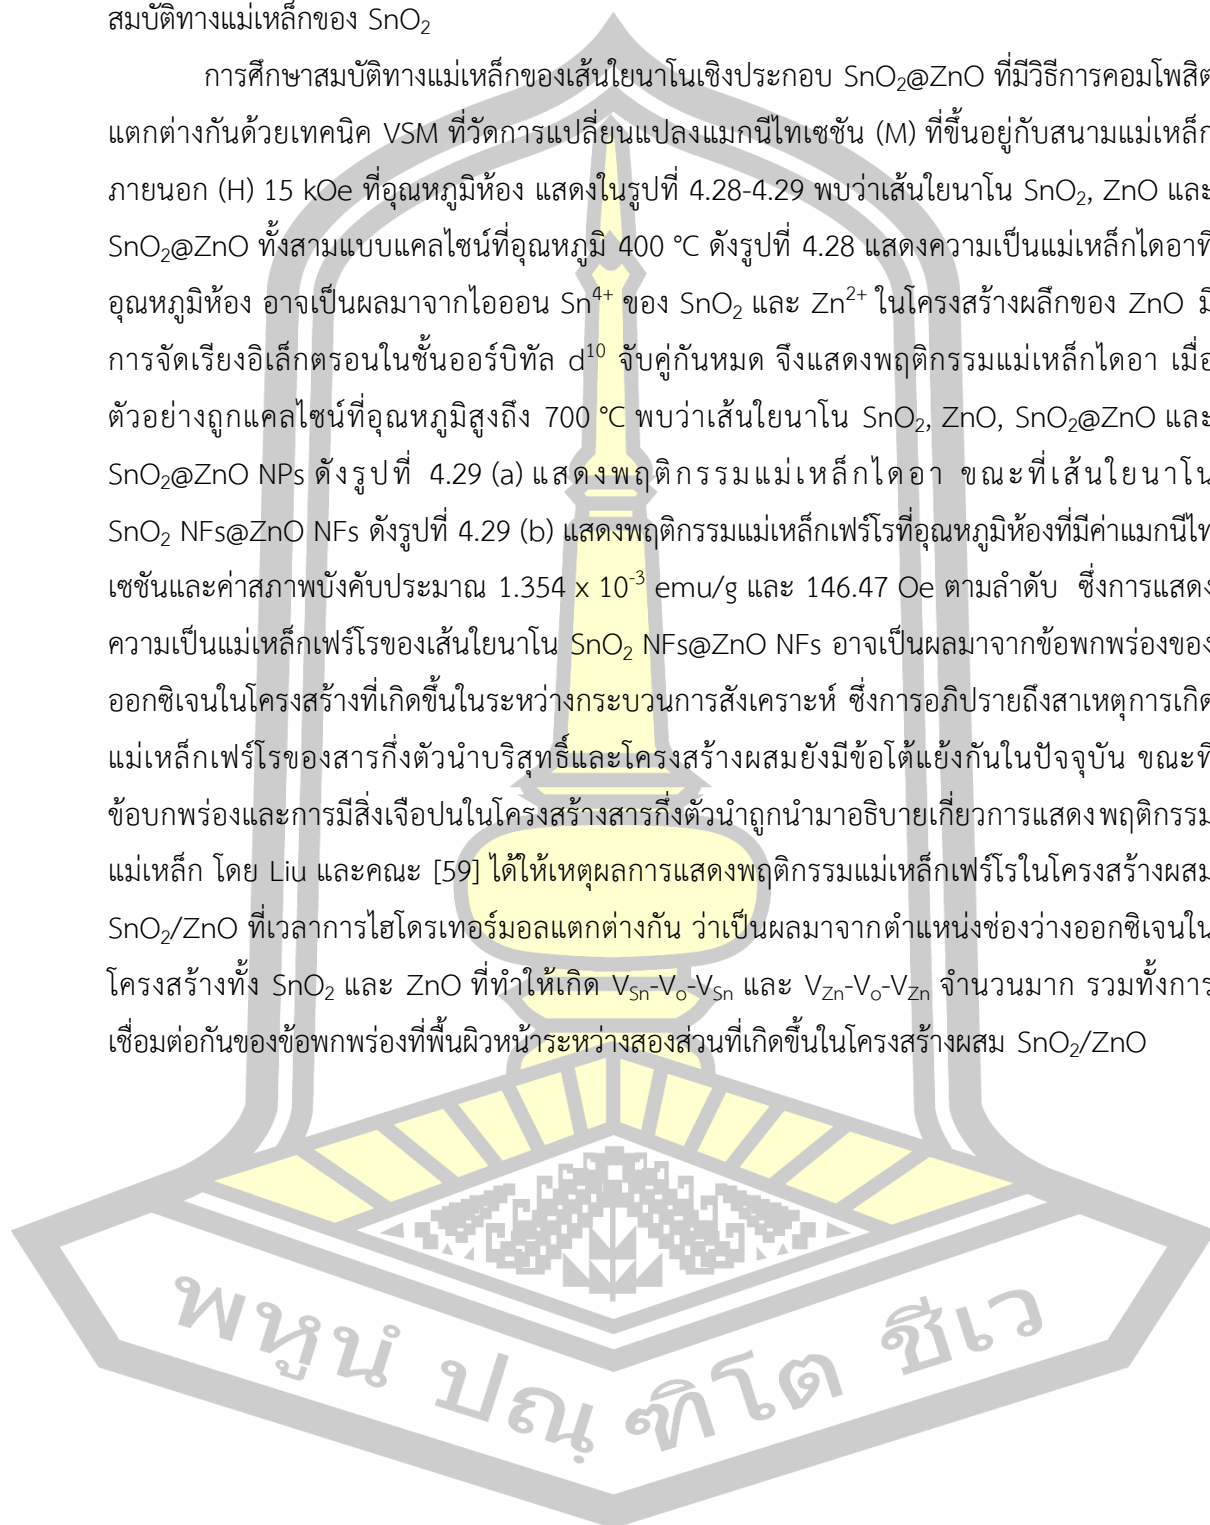 สมบัติทางแม่เหล็กของ SnO₂
การศึกษาสมบัติทางแม่เหล็กของเส้นใยนาโนเชิงประกอบ SnO₂@ZnO ที่มีวิธีการคอมโพสิต
แตกต่างกันด้วยเทคนิค VSM ที่วัดการแปลี่ยนแปลงแมกนีไทเซชัน (M) ที่ขึ้นอยู่กับสนามแม่เหล็ก
ภายนอก (H) 15 kOe ที่อุณหภูมิห้อง แสดงในรูปที่ 4.28-4.29 พบว่าเส้นใยนาโน SnO₂, ZnO และ
SnO₂@ZnO ทั้งสามแบบแคลไซน์ที่อุณหภูมิ 400 °C ดังรูปที่ 4.28 แสดงความเป็นแม่เหล็กไดอาที่
อุณหภูมิห้อง อาจเป็นผลมาจากไอออน Sn⁴⁺ ของ SnO₂ และ Zn²⁺ ในโครงสร้างผลึกของ ZnO มี
การจัดเรียงอิเล็กตรอนในชั้นออร์บิทัล d¹⁰ จับคู่กันหมด จึงแสดงพฤติกรรมแม่เหล็กไดอา เมื่อ
ตัวอย่างถูกแคลไซน์ที่อุณหภูมิสูงถึง 700 °C พบว่าเส้นใยนาโน SnO₂, ZnO, SnO₂@ZnO และ
SnO₂@ZnO NPs ดังรูปที่ 4.29 (a) แสดงพฤติกรรมแม่เหล็กไดอา ขณะที่เส้นใยนาโน
SnO₂ NFs@ZnO NFs ดังรูปที่ 4.29 (b) แสดงพฤติกรรมแม่เหล็กเฟร์โรที่อุณหภูมิห้องที่มีค่าแมกนีไท
เซชันและค่าสภาพบังคับประมาณ 1.354 x 10⁻³ emu/g และ 146.47 Oe ตามลำดับ ซึ่งการแสดง
ความเป็นแม่เหล็กเฟร์โรของเส้นใยนาโน SnO₂ NFs@ZnO NFs อาจเป็นผลมาจากข้อพกพร่องของ
ออกซิเจนในโครงสร้างที่เกิดขึ้นในระหว่างกระบวนการสังเคราะห์ ซึ่งการอภิปรายถึงสาเหตุการเกิด
แม่เหล็กเฟร์โรของสารกึ่งตัวนำบริสุทธิ์และโครงสร้างผสมยังมีข้อโต้แย้งกันในปัจจุบัน ขณะที่
ข้อบกพร่องและการมีสิ่งเจือปนในโครงสร้างสารกึ่งตัวนำถูกนำมาอธิบายเกี่ยวการแสดงพฤติกรรม
แม่เหล็ก โดย Liu และคณะ [59] ได้ให้เหตุผลการแสดงพฤติกรรมแม่เหล็กเฟร์โรในโครงสร้างผสม
SnO₂/ZnO ที่เวลาการไฮโดรเทอร์มอลแตกต่างกัน ว่าเป็นผลมาจากตำแหน่งช่องว่างออกซิเจนใน
โครงสร้างทั้ง SnO₂ และ ZnO ที่ทำให้เกิด V_Sn-V_o-V_Sn และ V_Zn-V_o-V_Zn จำนวนมาก รวมทั้งการ
เชื่อมต่อกันของข้อพกพร่องที่พื้นผิวหน้าระหว่างสองส่วนที่เกิดขึ้นในโครงสร้างผสม SnO₂/ZnO
พหูนํ ปณฺฑิโต ชีเว